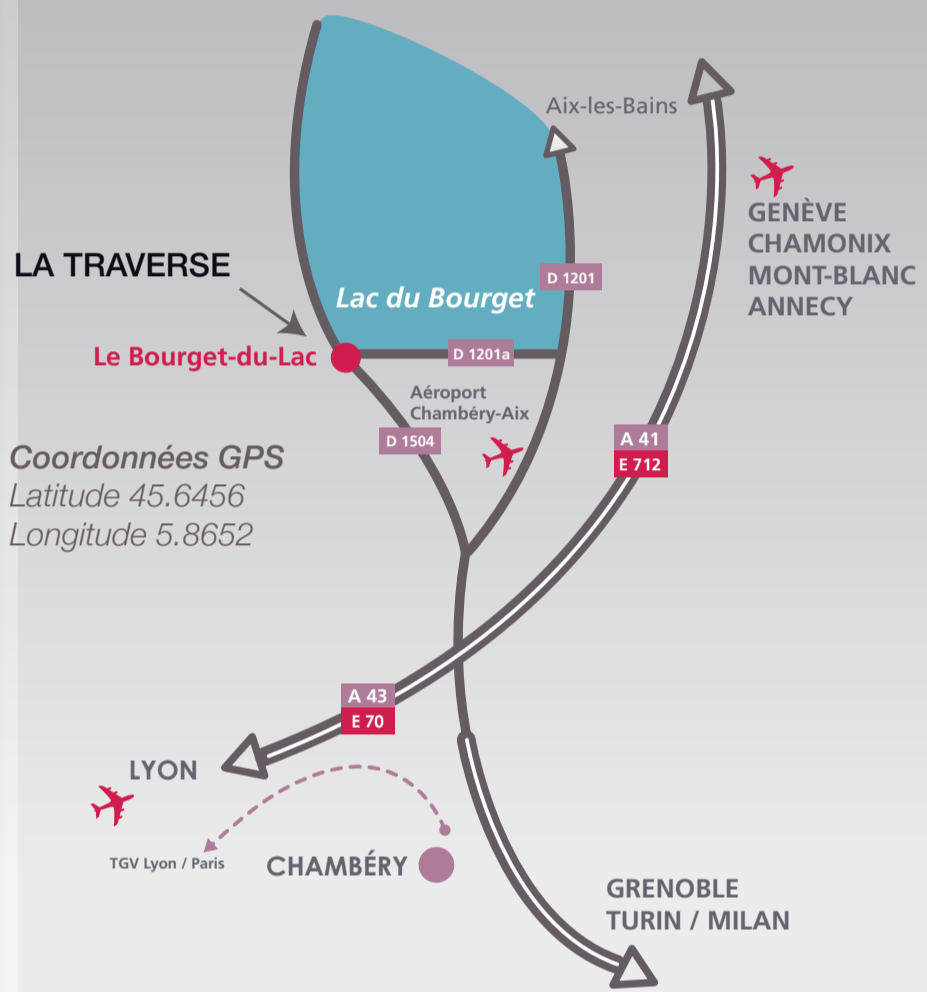 Aix-les-Bains
GENÈVE
CHAMONIX
MONT-BLANC
ANNECY
LA TRAVERSE
D 1201
Lac du Bourget
Le Bourget-du-Lac
D 1201a
Aéroport
Chambéry-Aix
D 1504
A 41
E 712
Coordonnées GPS
Latitude 45.6456
Longitude 5.8652
A 43
E 70
LYON
TGV Lyon / Paris
CHAMBÉRY
GRENOBLE
TURIN / MILAN